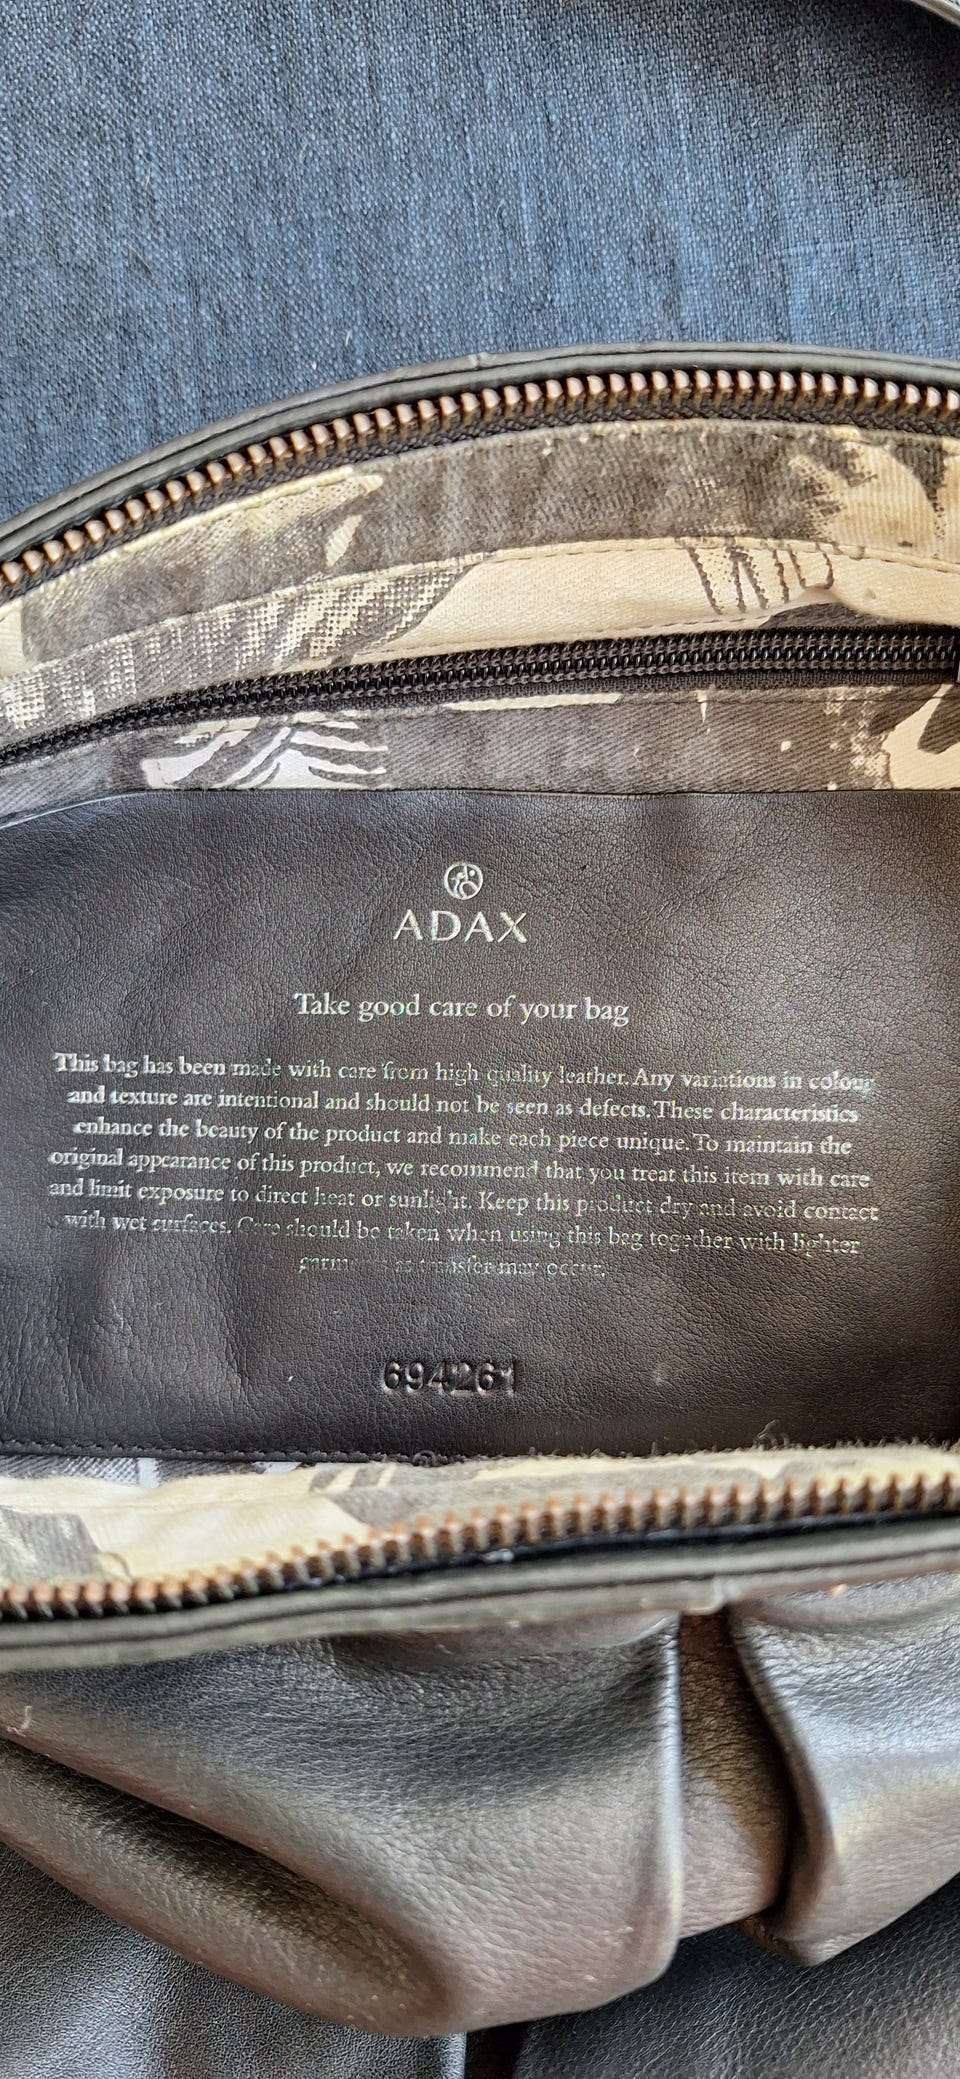 ADAX
Take good care of your bag
This bag has been made with care from high quality leather. Any variations in colour
and texture are intentional and should not be seen as defects. These characteristics
enhance the beauty of the product and make each piece unique. To maintain the
original appearance of this product, we recommend that you treat this item with care
and limit exposure to direct heat or sunlight. Keep this product dry and avoid contact
with wet surfaces. Care should be taken when using this bag together with lighter
as transfer may occur.
694261